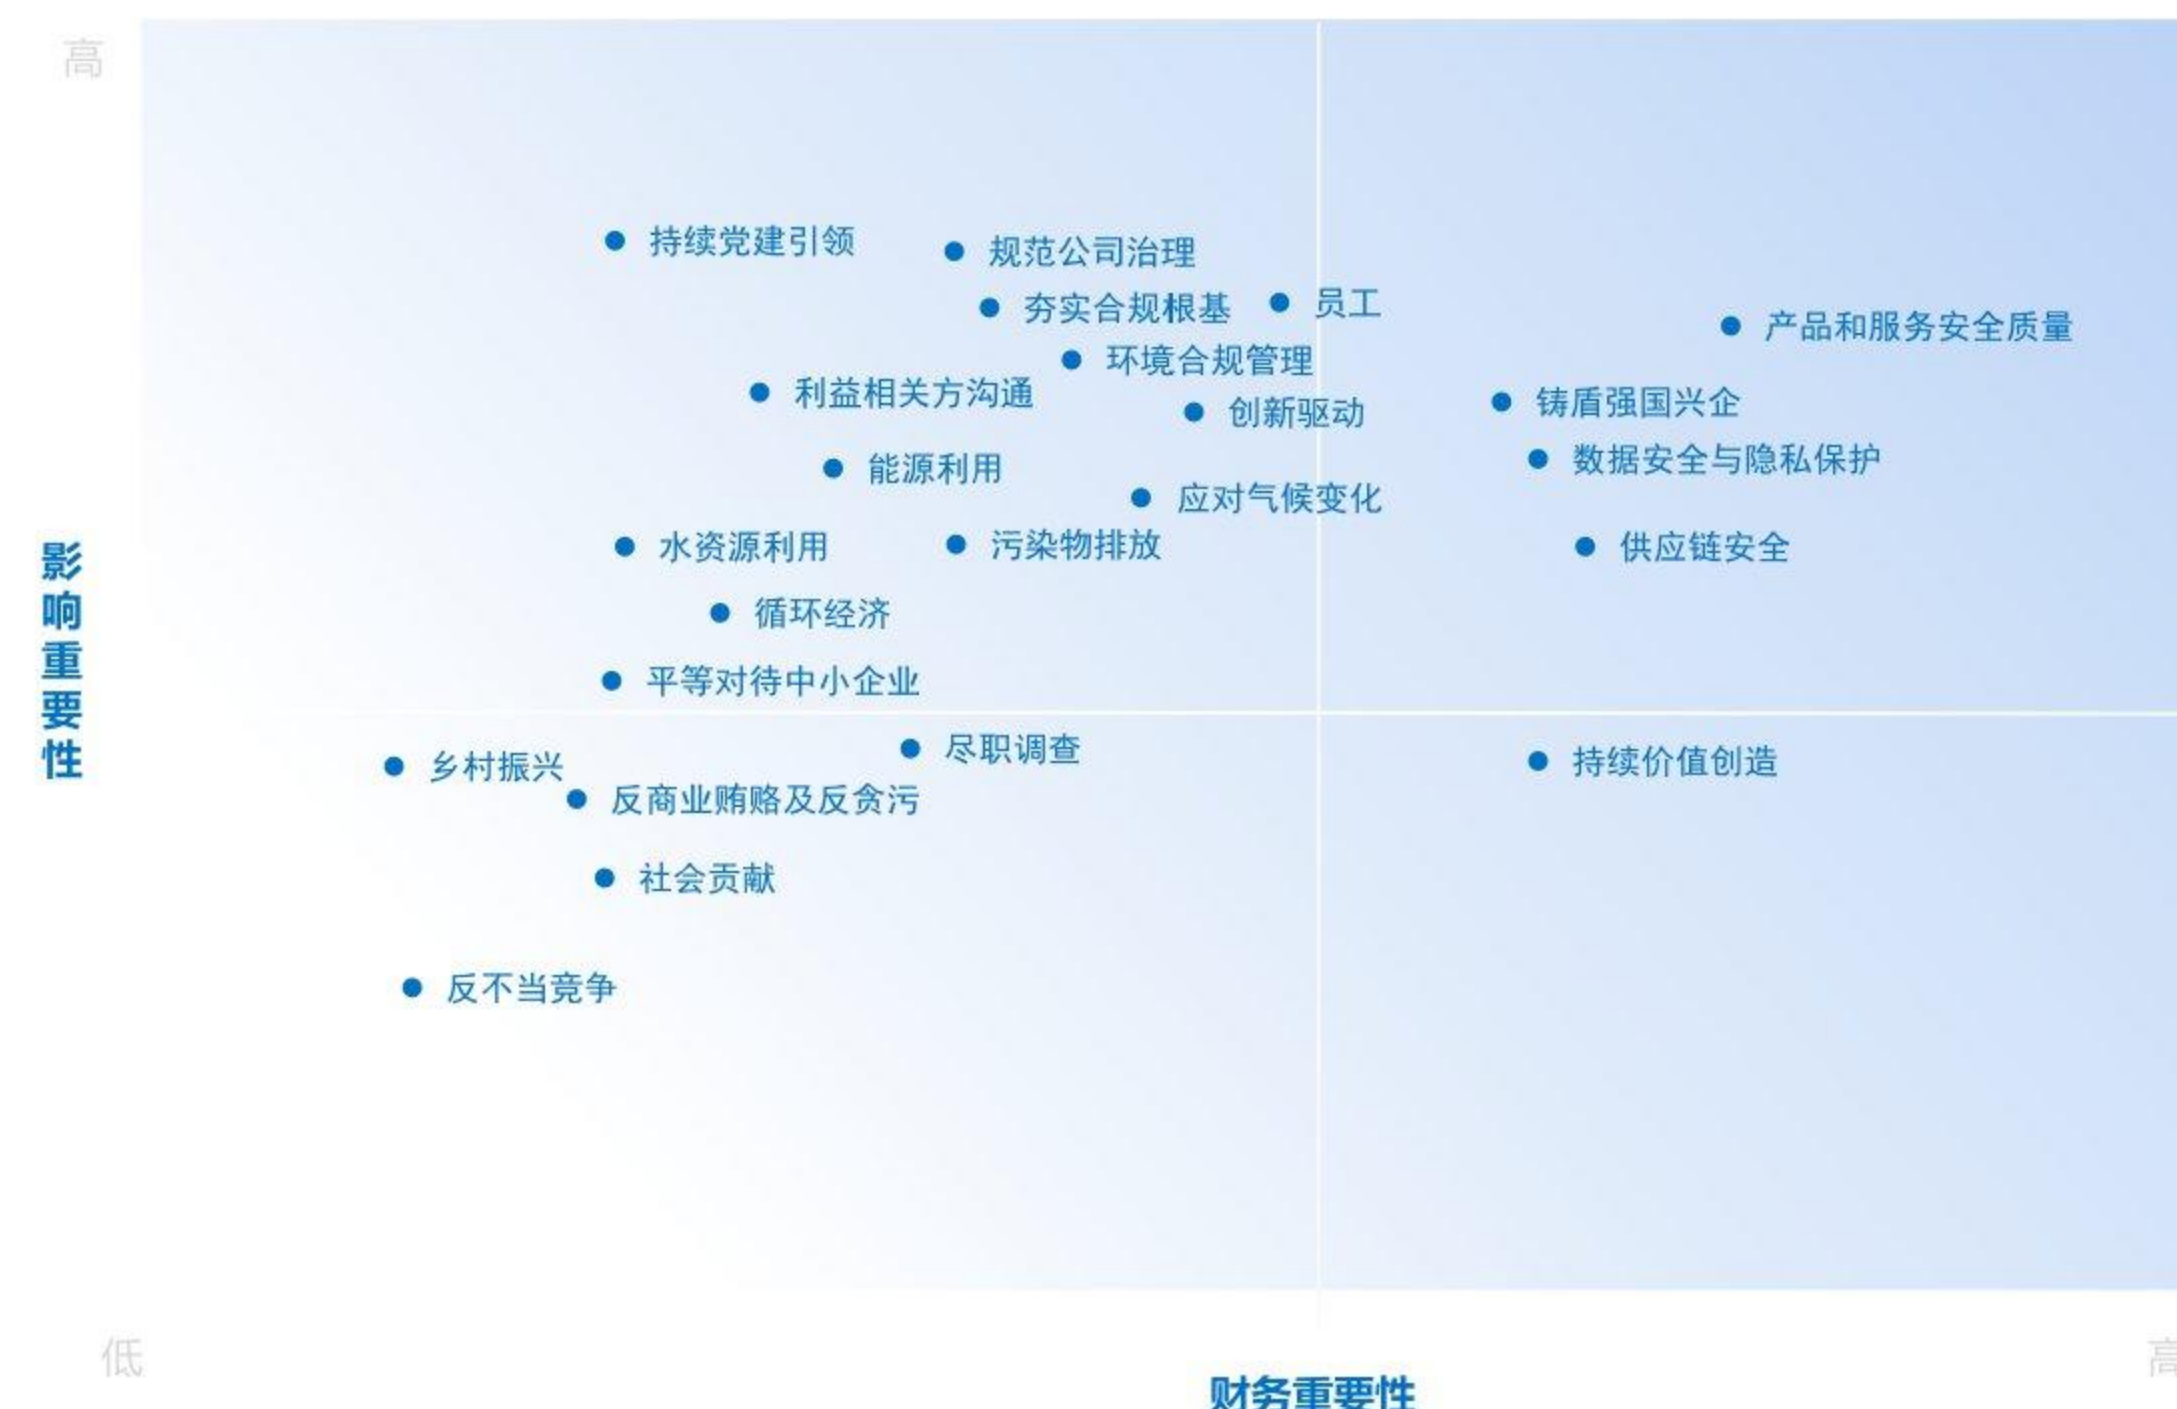 高
持续党建引领
规范公司治理
夯实合规根基
员工
产品和服务安全质量
环境合规管理
利益相关方沟通
铸盾强国兴企
创新驱动
数据安全与隐私保护
能源利用
应对气候变化
水资源利用
污染物排放
供应链安全
循环经济
平等对待中小企业
影响重要性
尽职调查
持续价值创造
乡村振兴
反商业贿赂及反贪污
社会贡献
反不当竞争
低
高
财务重要性